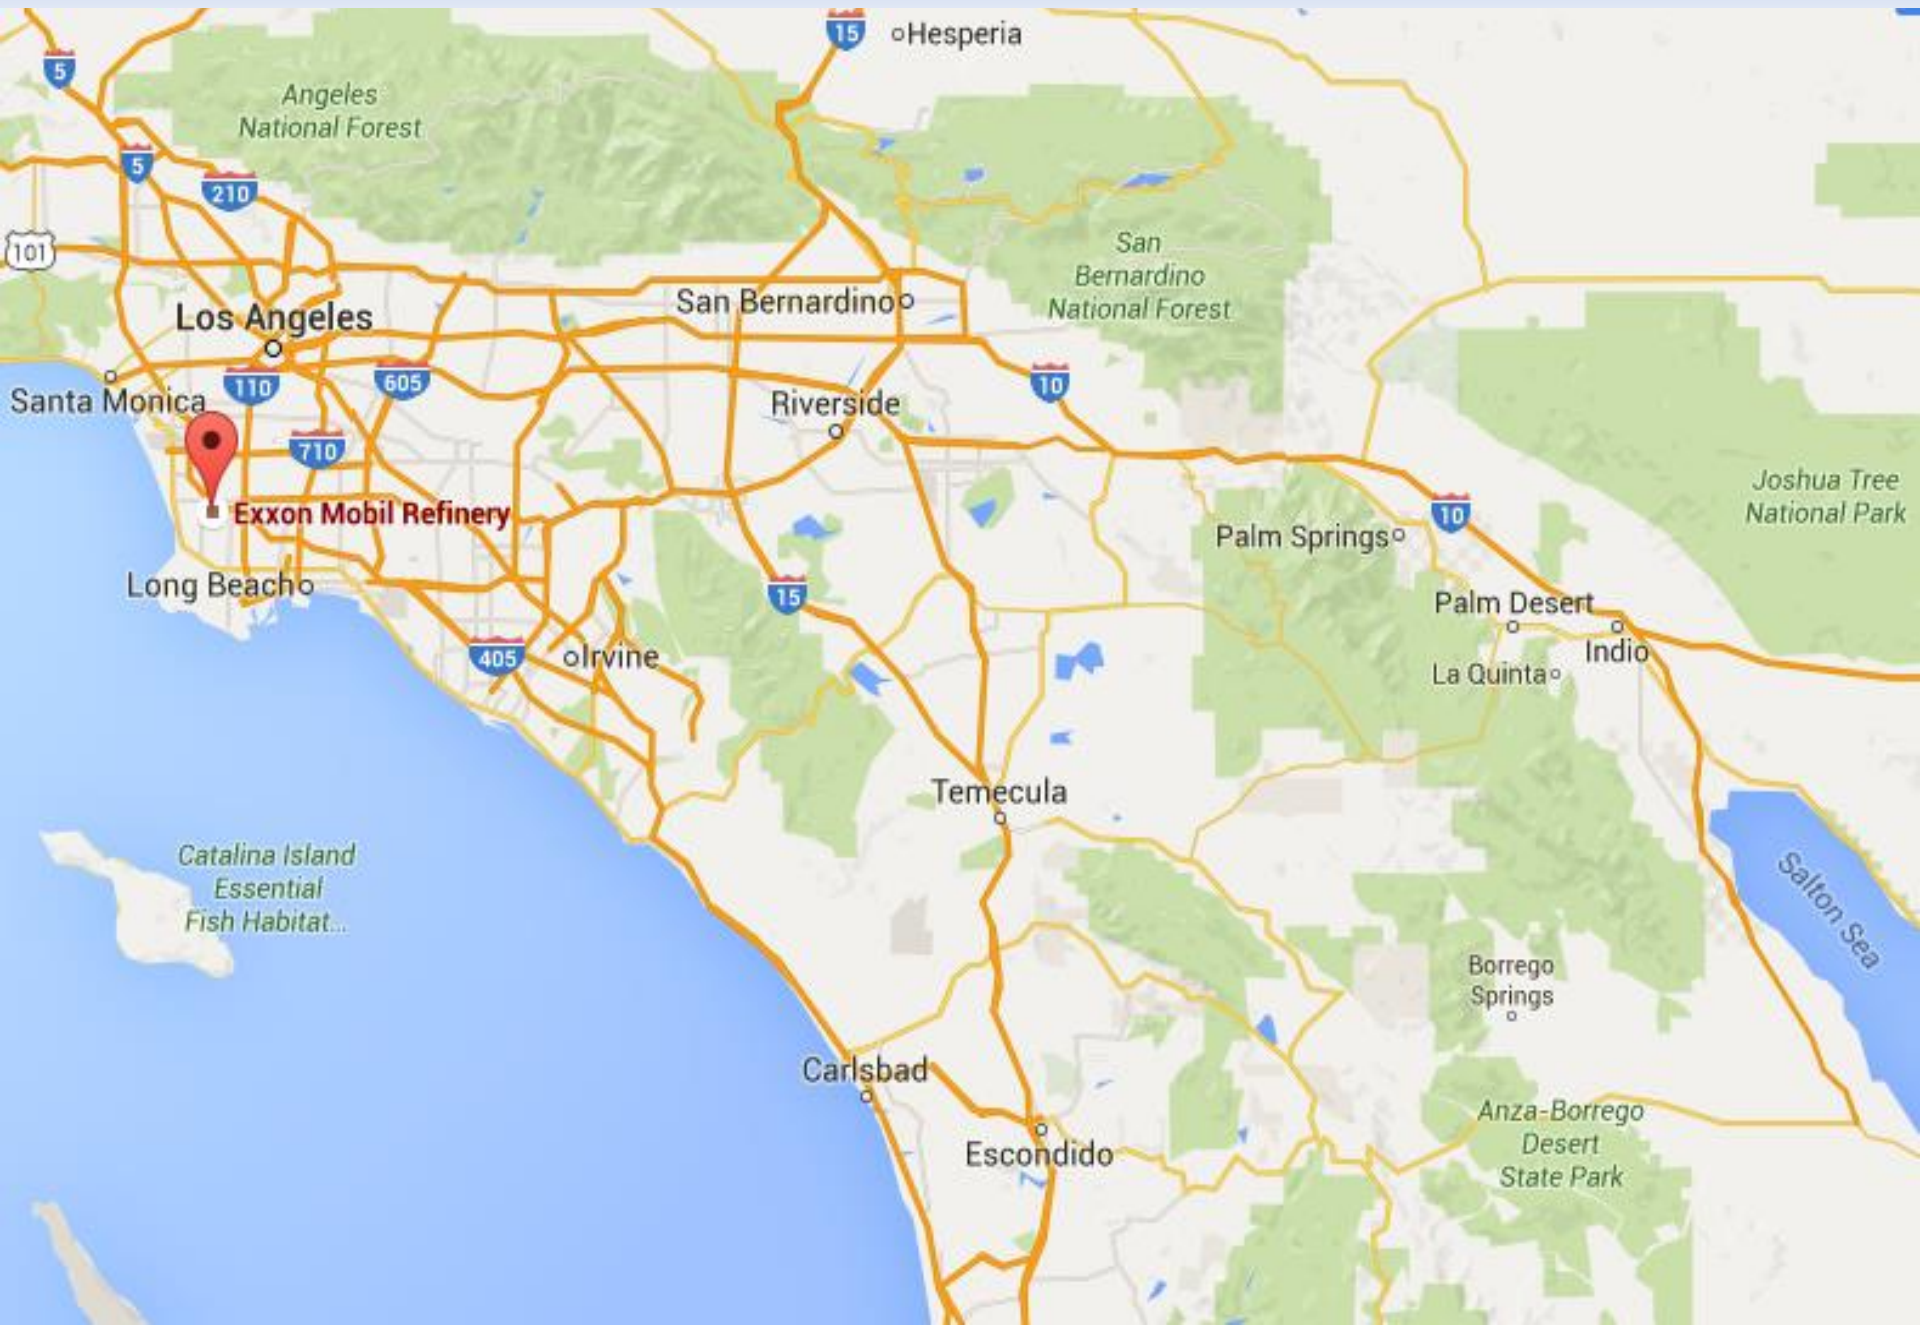 15
Hesperia
5
Angeles
National Forest
5
210
101
San
Bernardino
National Forest
Los Angeles
San Bernardino
110
605
10
Santa Monica
Riverside
710
Joshua Tree
National Park
Exxon Mobil Refinery
10
Palm Springs
Long Beach
15
Palm Desert
405
Irvine
Indio
La Quinta
Temecula
Catalina Island
Essential
Fish Habitat...
Salton Sea
Borrego
Springs
Carlsbad
Anza-Borrego
Desert
State Park
Escondido